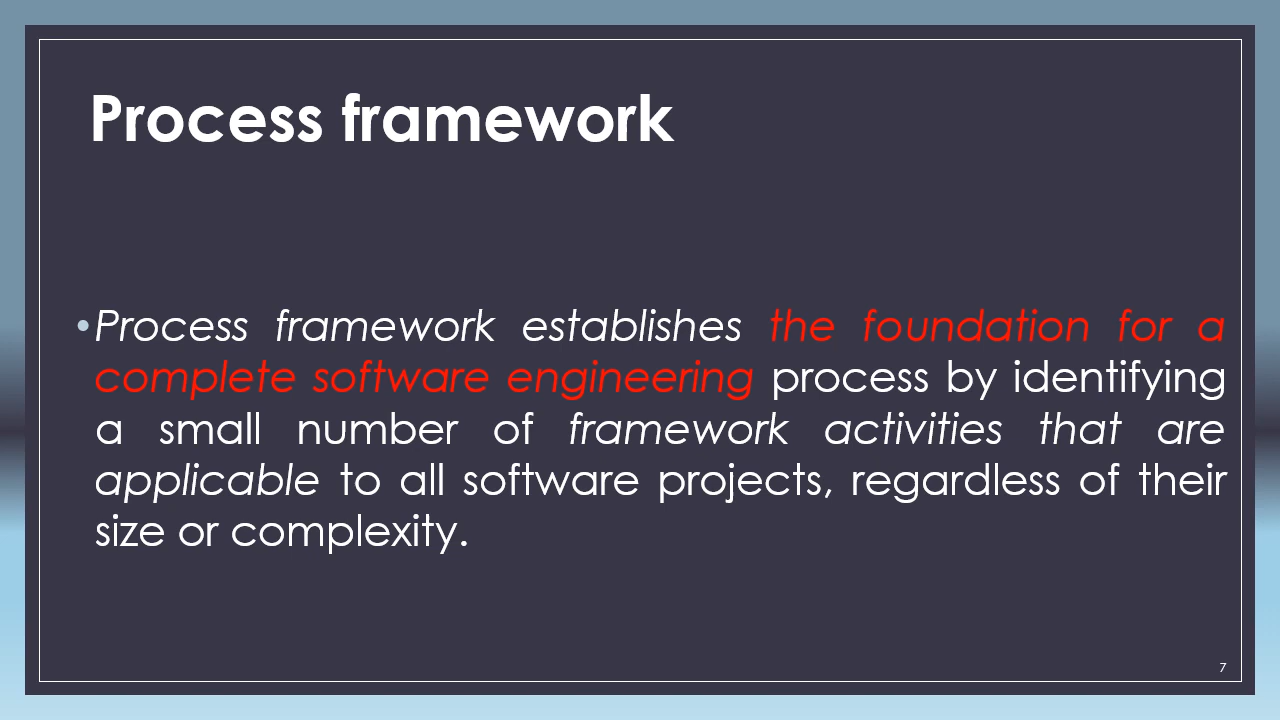 Process framework
•Process framework establishes the foundation for a
complete software engineering process by identifying
a small number of framework activities that are
applicable to all software projects, regardless of their
size or complexity.
7